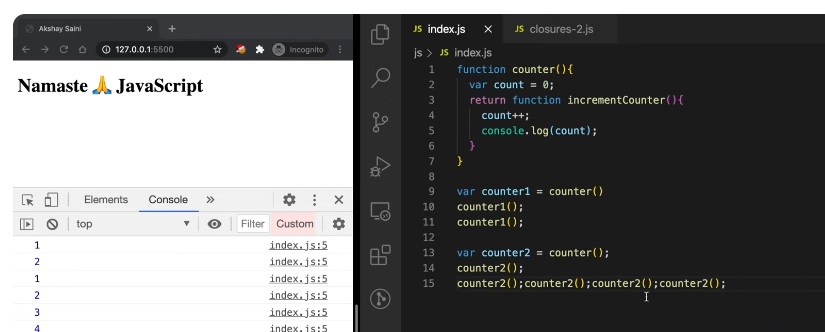 Akshay Saini
127.0.0.1:5500
Incognito
Namaste 🙏 JavaScript
Elements Console
top Filter Custom
1 index.js:5
2 index.js:5
1 index.js:5
2 index.js:5
3 index.js:5
4 index.js:5
JS index.js JS closures-2.js
js > JS index.js
1 function counter(){
2 var count = 0;
3 return function incrementCounter(){
4 count++;
5 console.log(count);
6 }
7 }
8
9 var counter1 = counter()
10 counter1();
11 counter1();
12
13 var counter2 = counter();
14 counter2();
15 counter2();counter2();counter2();counter2();